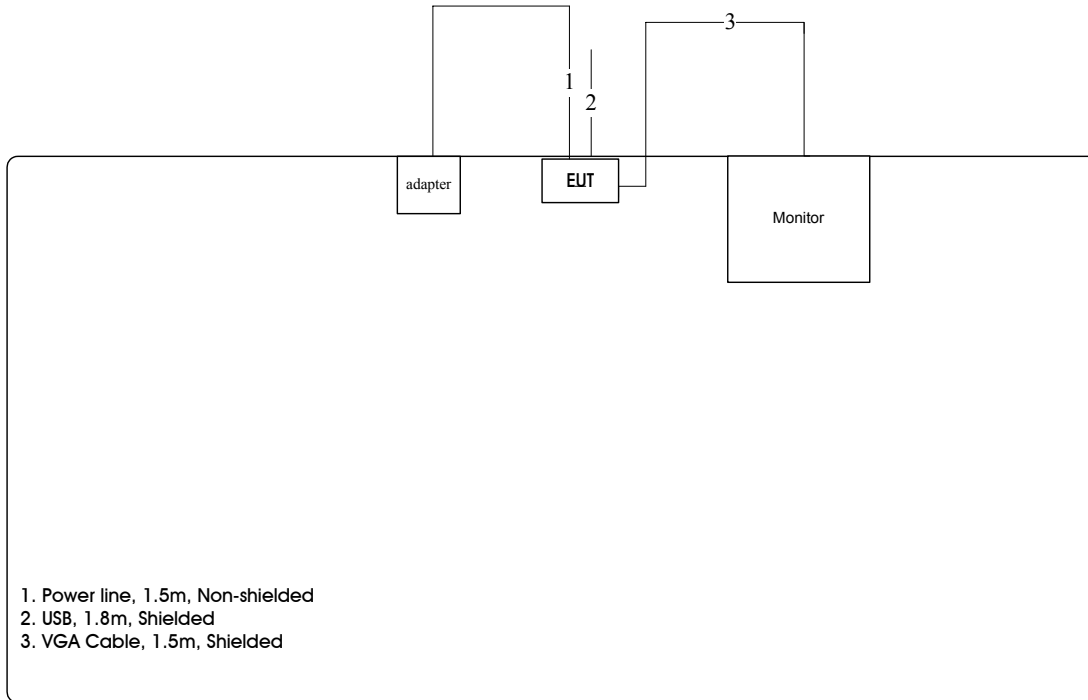 3
1
2
adapter
EUT
Monitor
1. Power line, 1.5m, Non-shielded
2. USB, 1.8m, Shielded
3. VGA Cable, 1.5m, Shielded